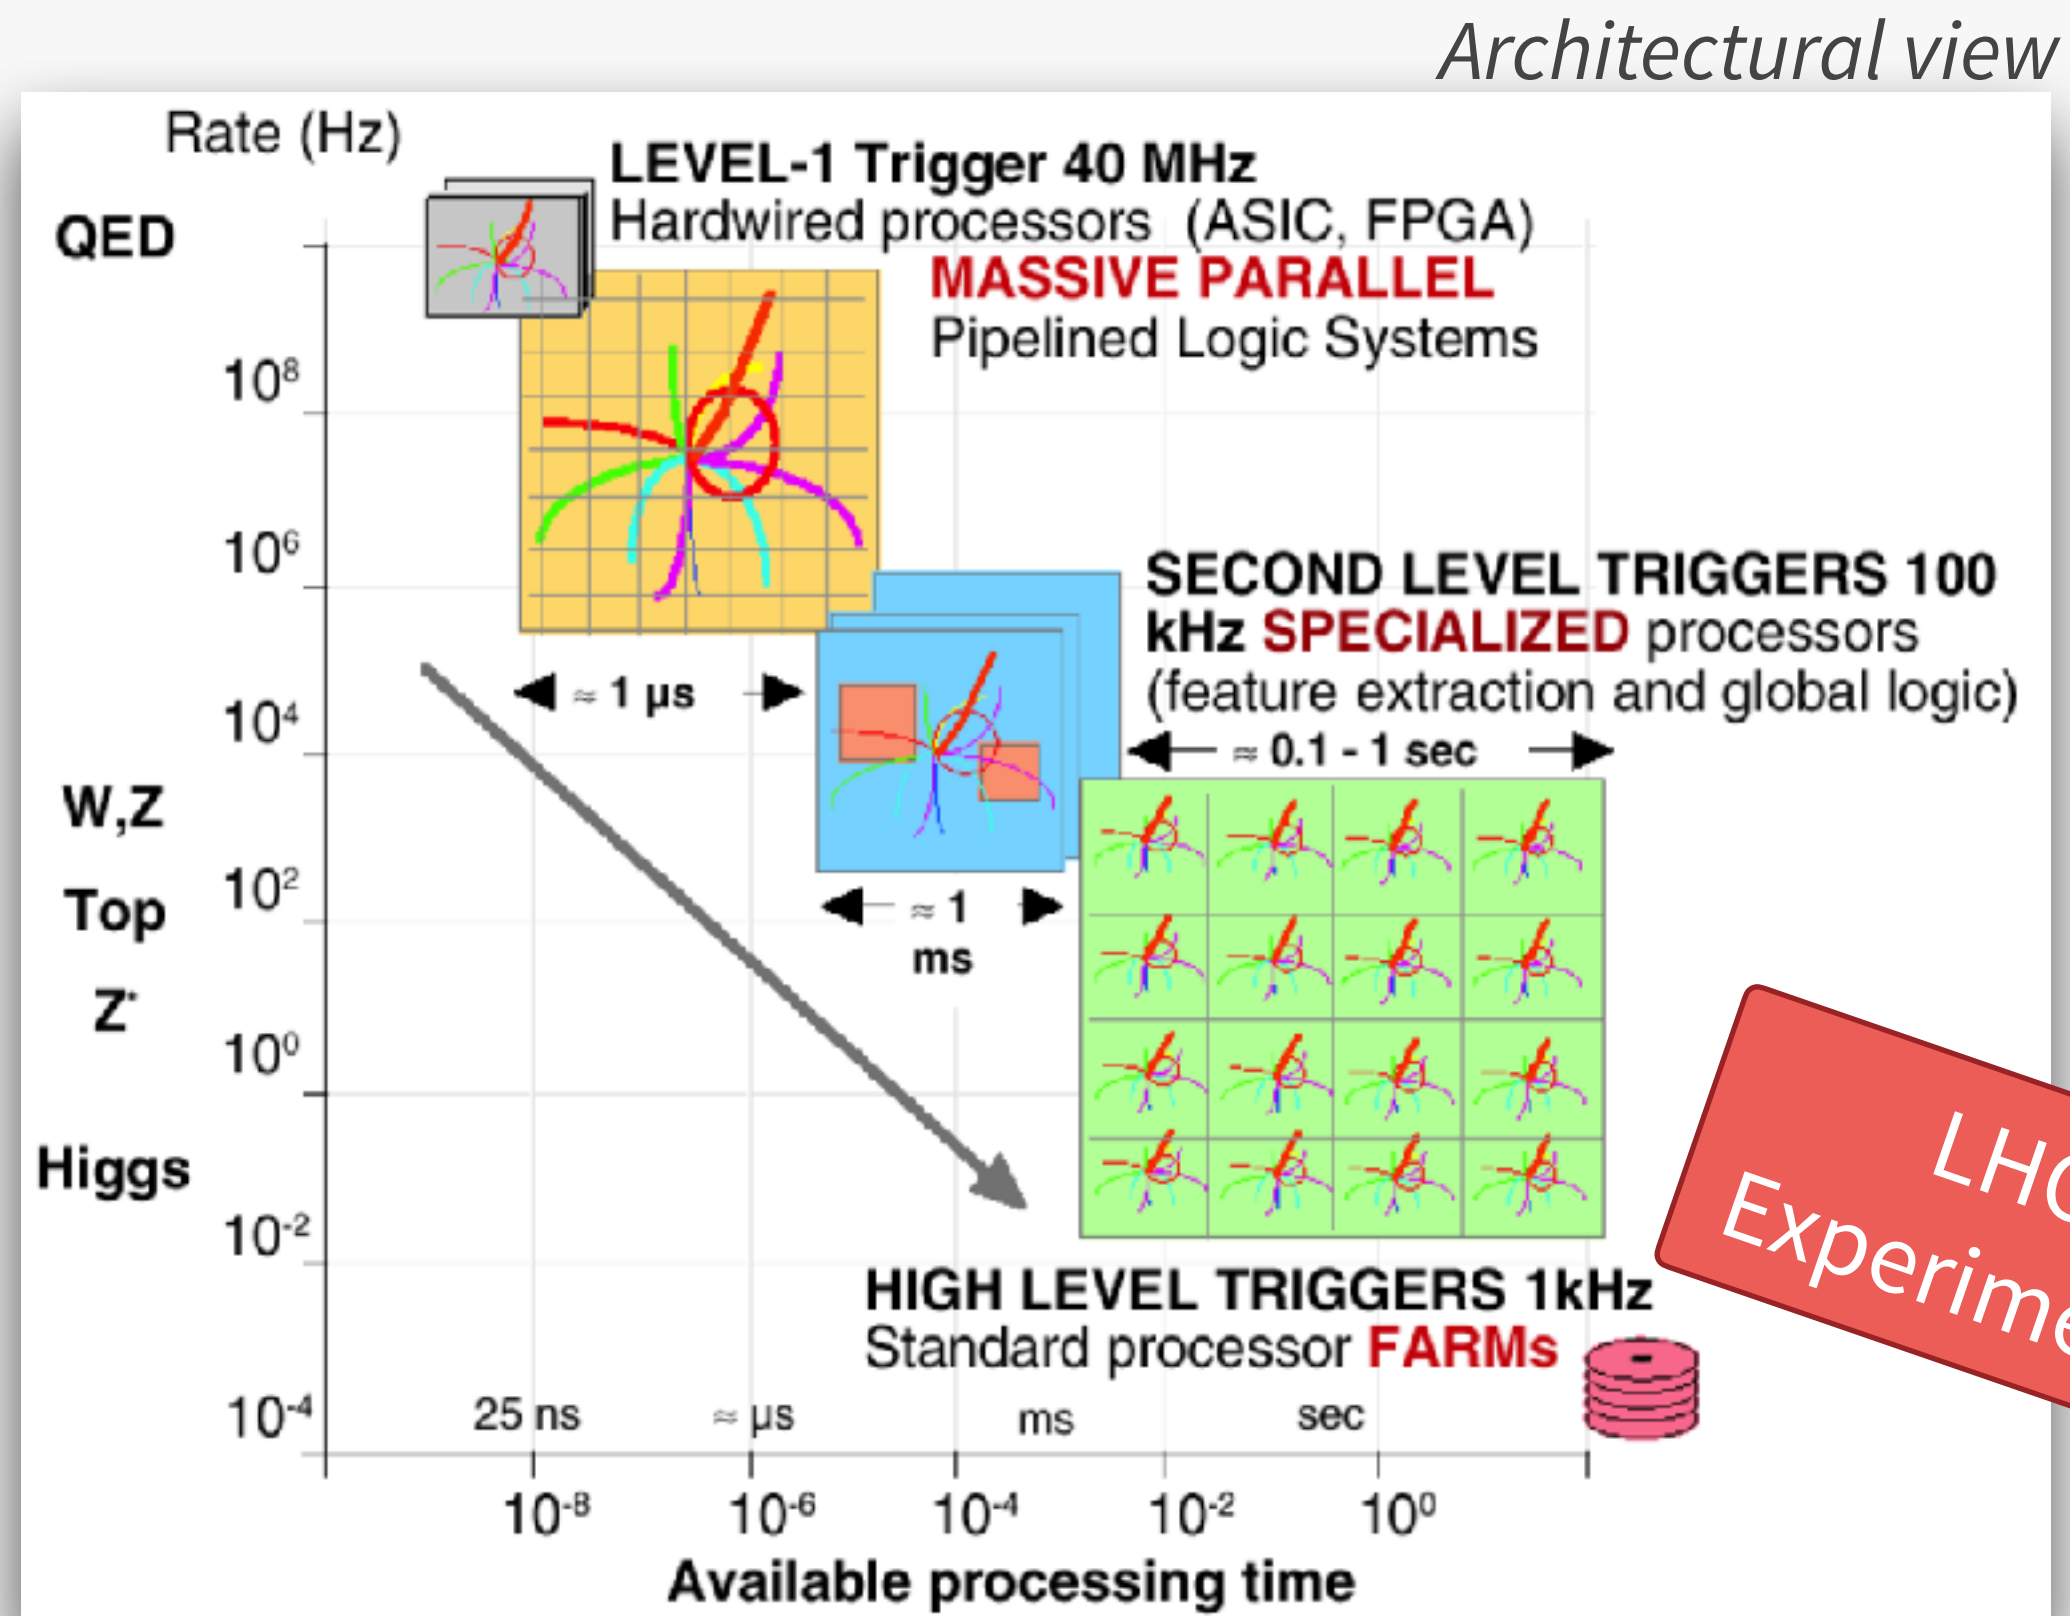 Architectural view
Rate (Hz)
LEVEL-1 Trigger 40 MHz
Hardwired processors (ASIC, FPGA)
MASSIVE PARALLEL
Pipelined Logic Systems
QED
10⁸
10⁶
SECOND LEVEL TRIGGERS 100
kHz SPECIALIZED processors
(feature extraction and global logic)
≈ 1 µs
10⁴
≈ 0.1 - 1 sec
W,Z
10²
Top
≈ 1
ms
Z*
10⁰
Higgs
10⁻²
HIGH LEVEL TRIGGERS 1kHz
Standard processor FARMs
10⁻⁴
25 ns ≈ µs ms sec
10⁻⁸ 10⁻⁶ 10⁻⁴ 10⁻² 10⁰
Available processing time